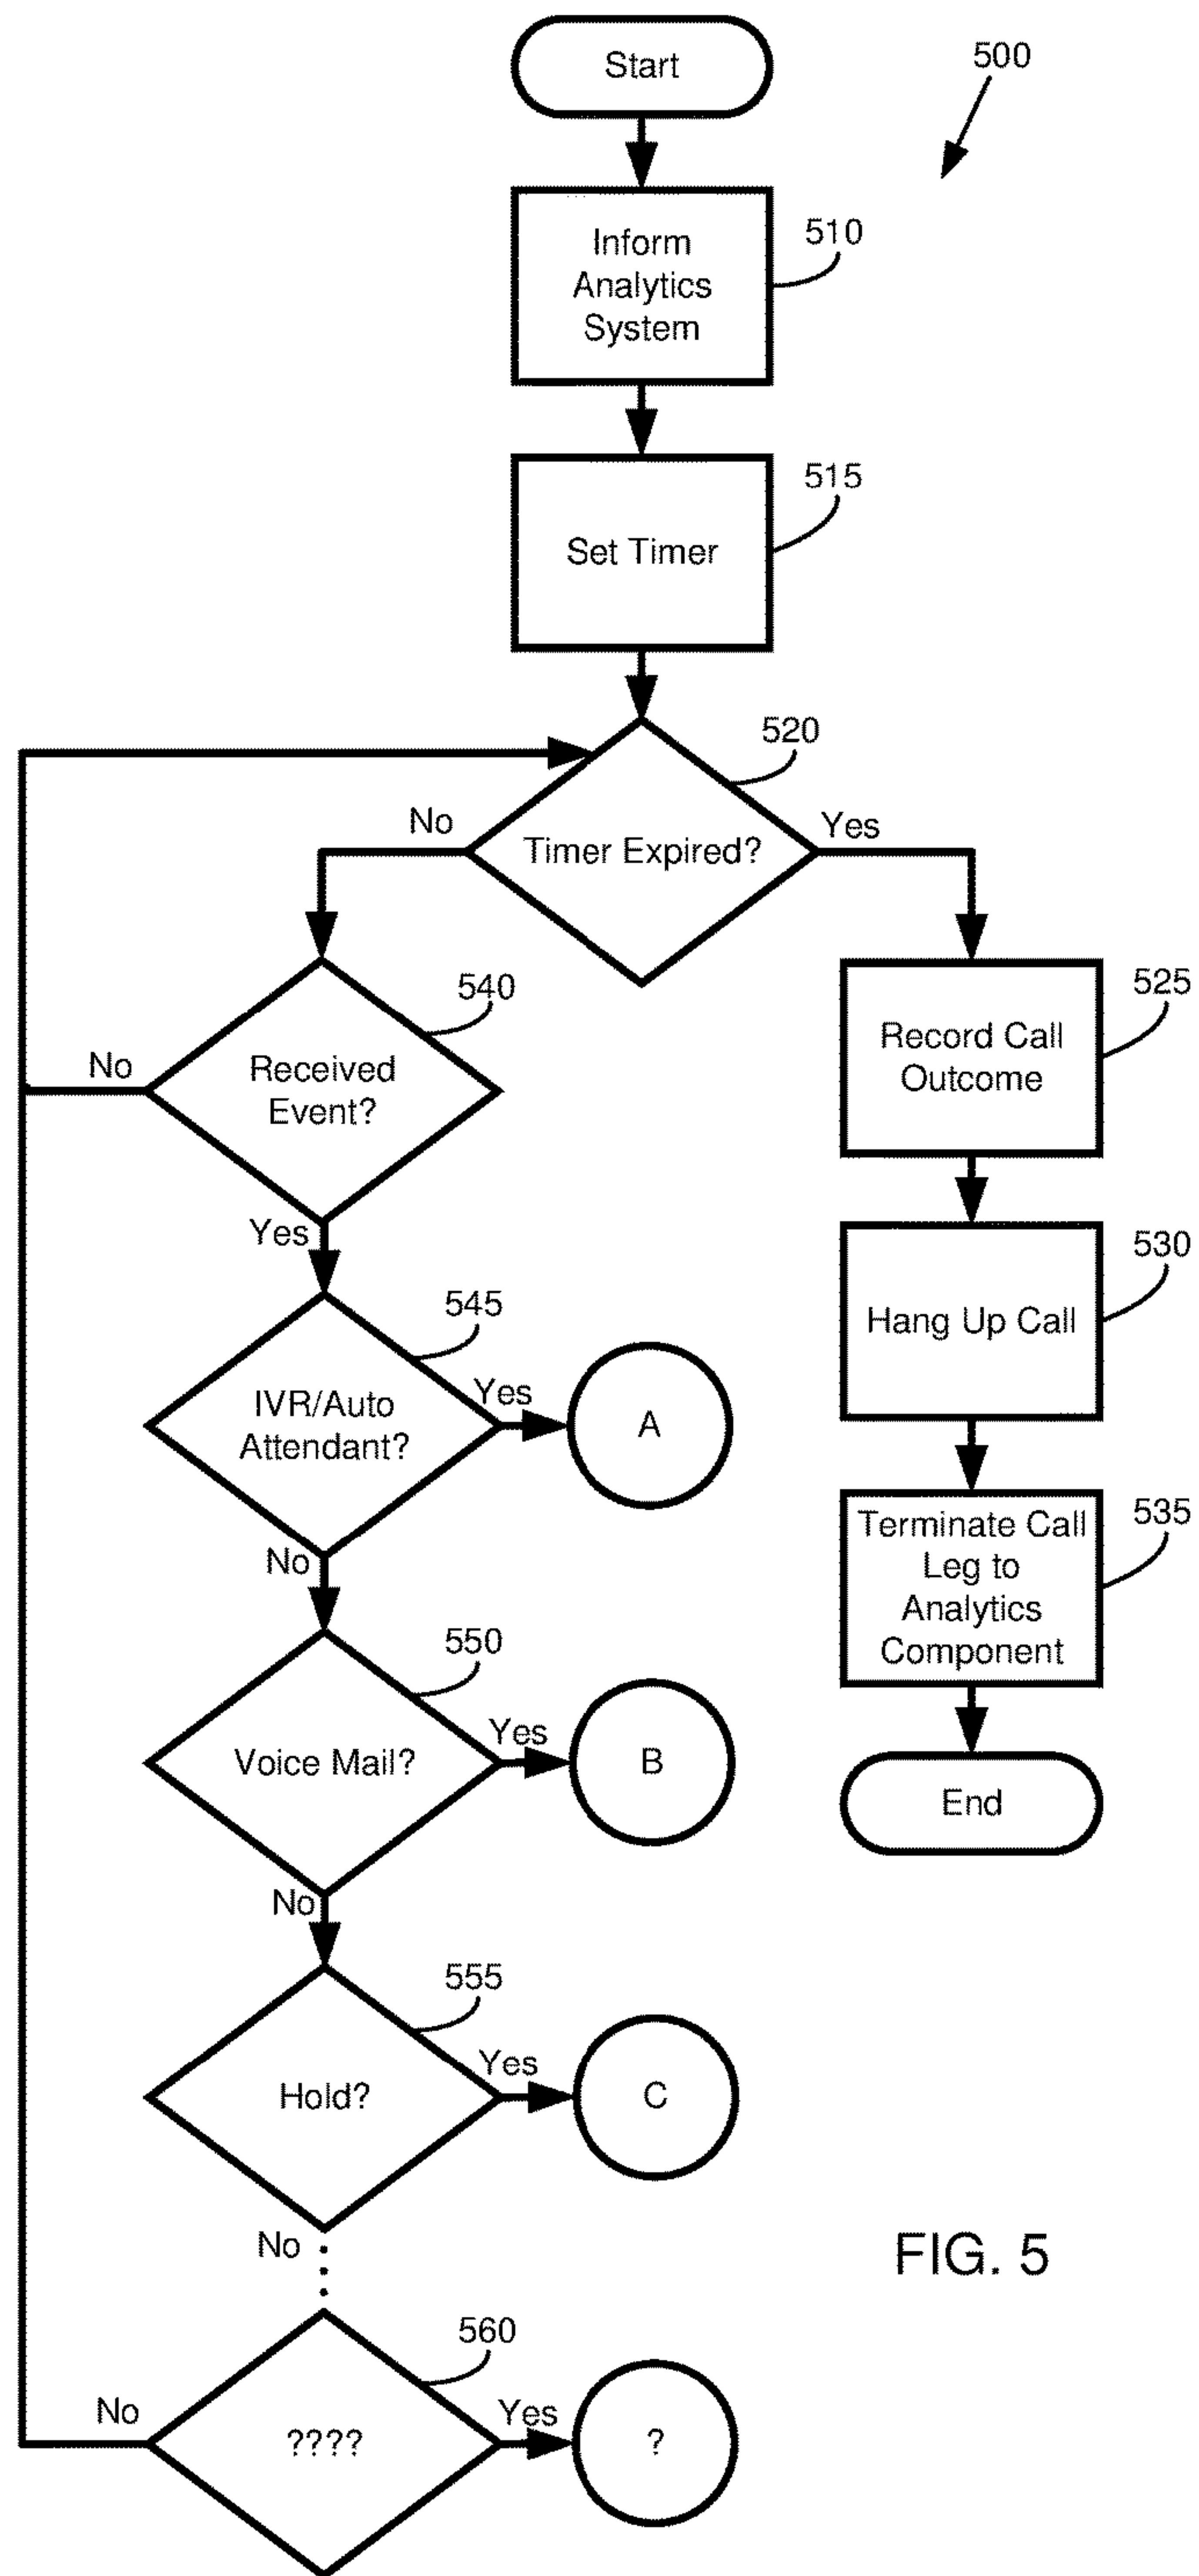 Start
500
Inform
Analytics
System
510
Set Timer
515
Timer Expired?
520
No
Yes
Received
Event?
540
No
Yes
Record Call
Outcome
525
Hang Up Call
530
Terminate Call
Leg to
Analytics
Component
535
End
IVR/Auto
Attendant?
545
Yes
A
No
Voice Mail?
550
Yes
B
No
Hold?
555
Yes
C
No
????
560
Yes
?
No
FIG. 5